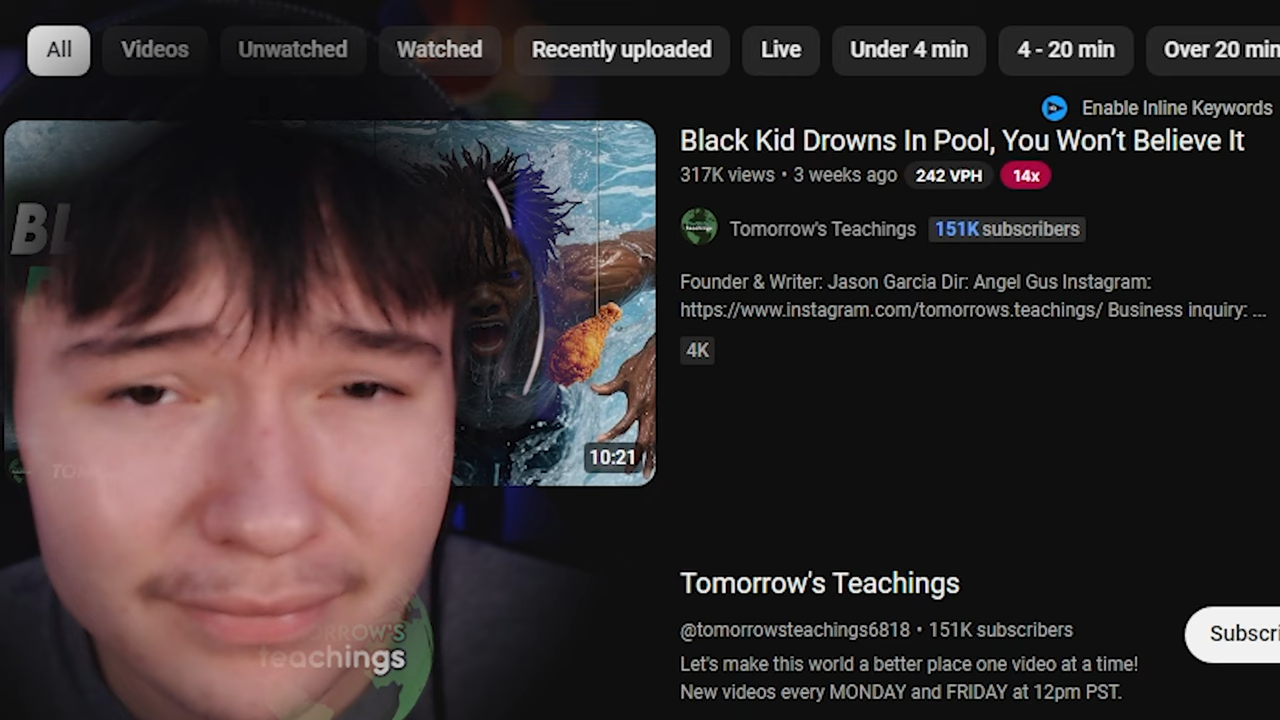 All Videos Unwatched Watched Recently uploaded Live Under 4 min 4 - 20 min Over 20 min
Enable Inline Keywords
Black Kid Drowns In Pool, You Won’t Believe It
317K views • 3 weeks ago 242 VPH 14x
Tomorrow's Teachings 151K subscribers
Founder & Writer: Jason Garcia Dir: Angel Gus Instagram:
https://www.instagram.com/tomorrows.teachings/ Business inquiry: ...
4K
BL
10:21
Tomorrow's Teachings
@tomorrowsteachings6818 • 151K subscribers
Subscri
Let's make this world a better place one video at a time!
New videos every MONDAY and FRIDAY at 12pm PST.
teachings